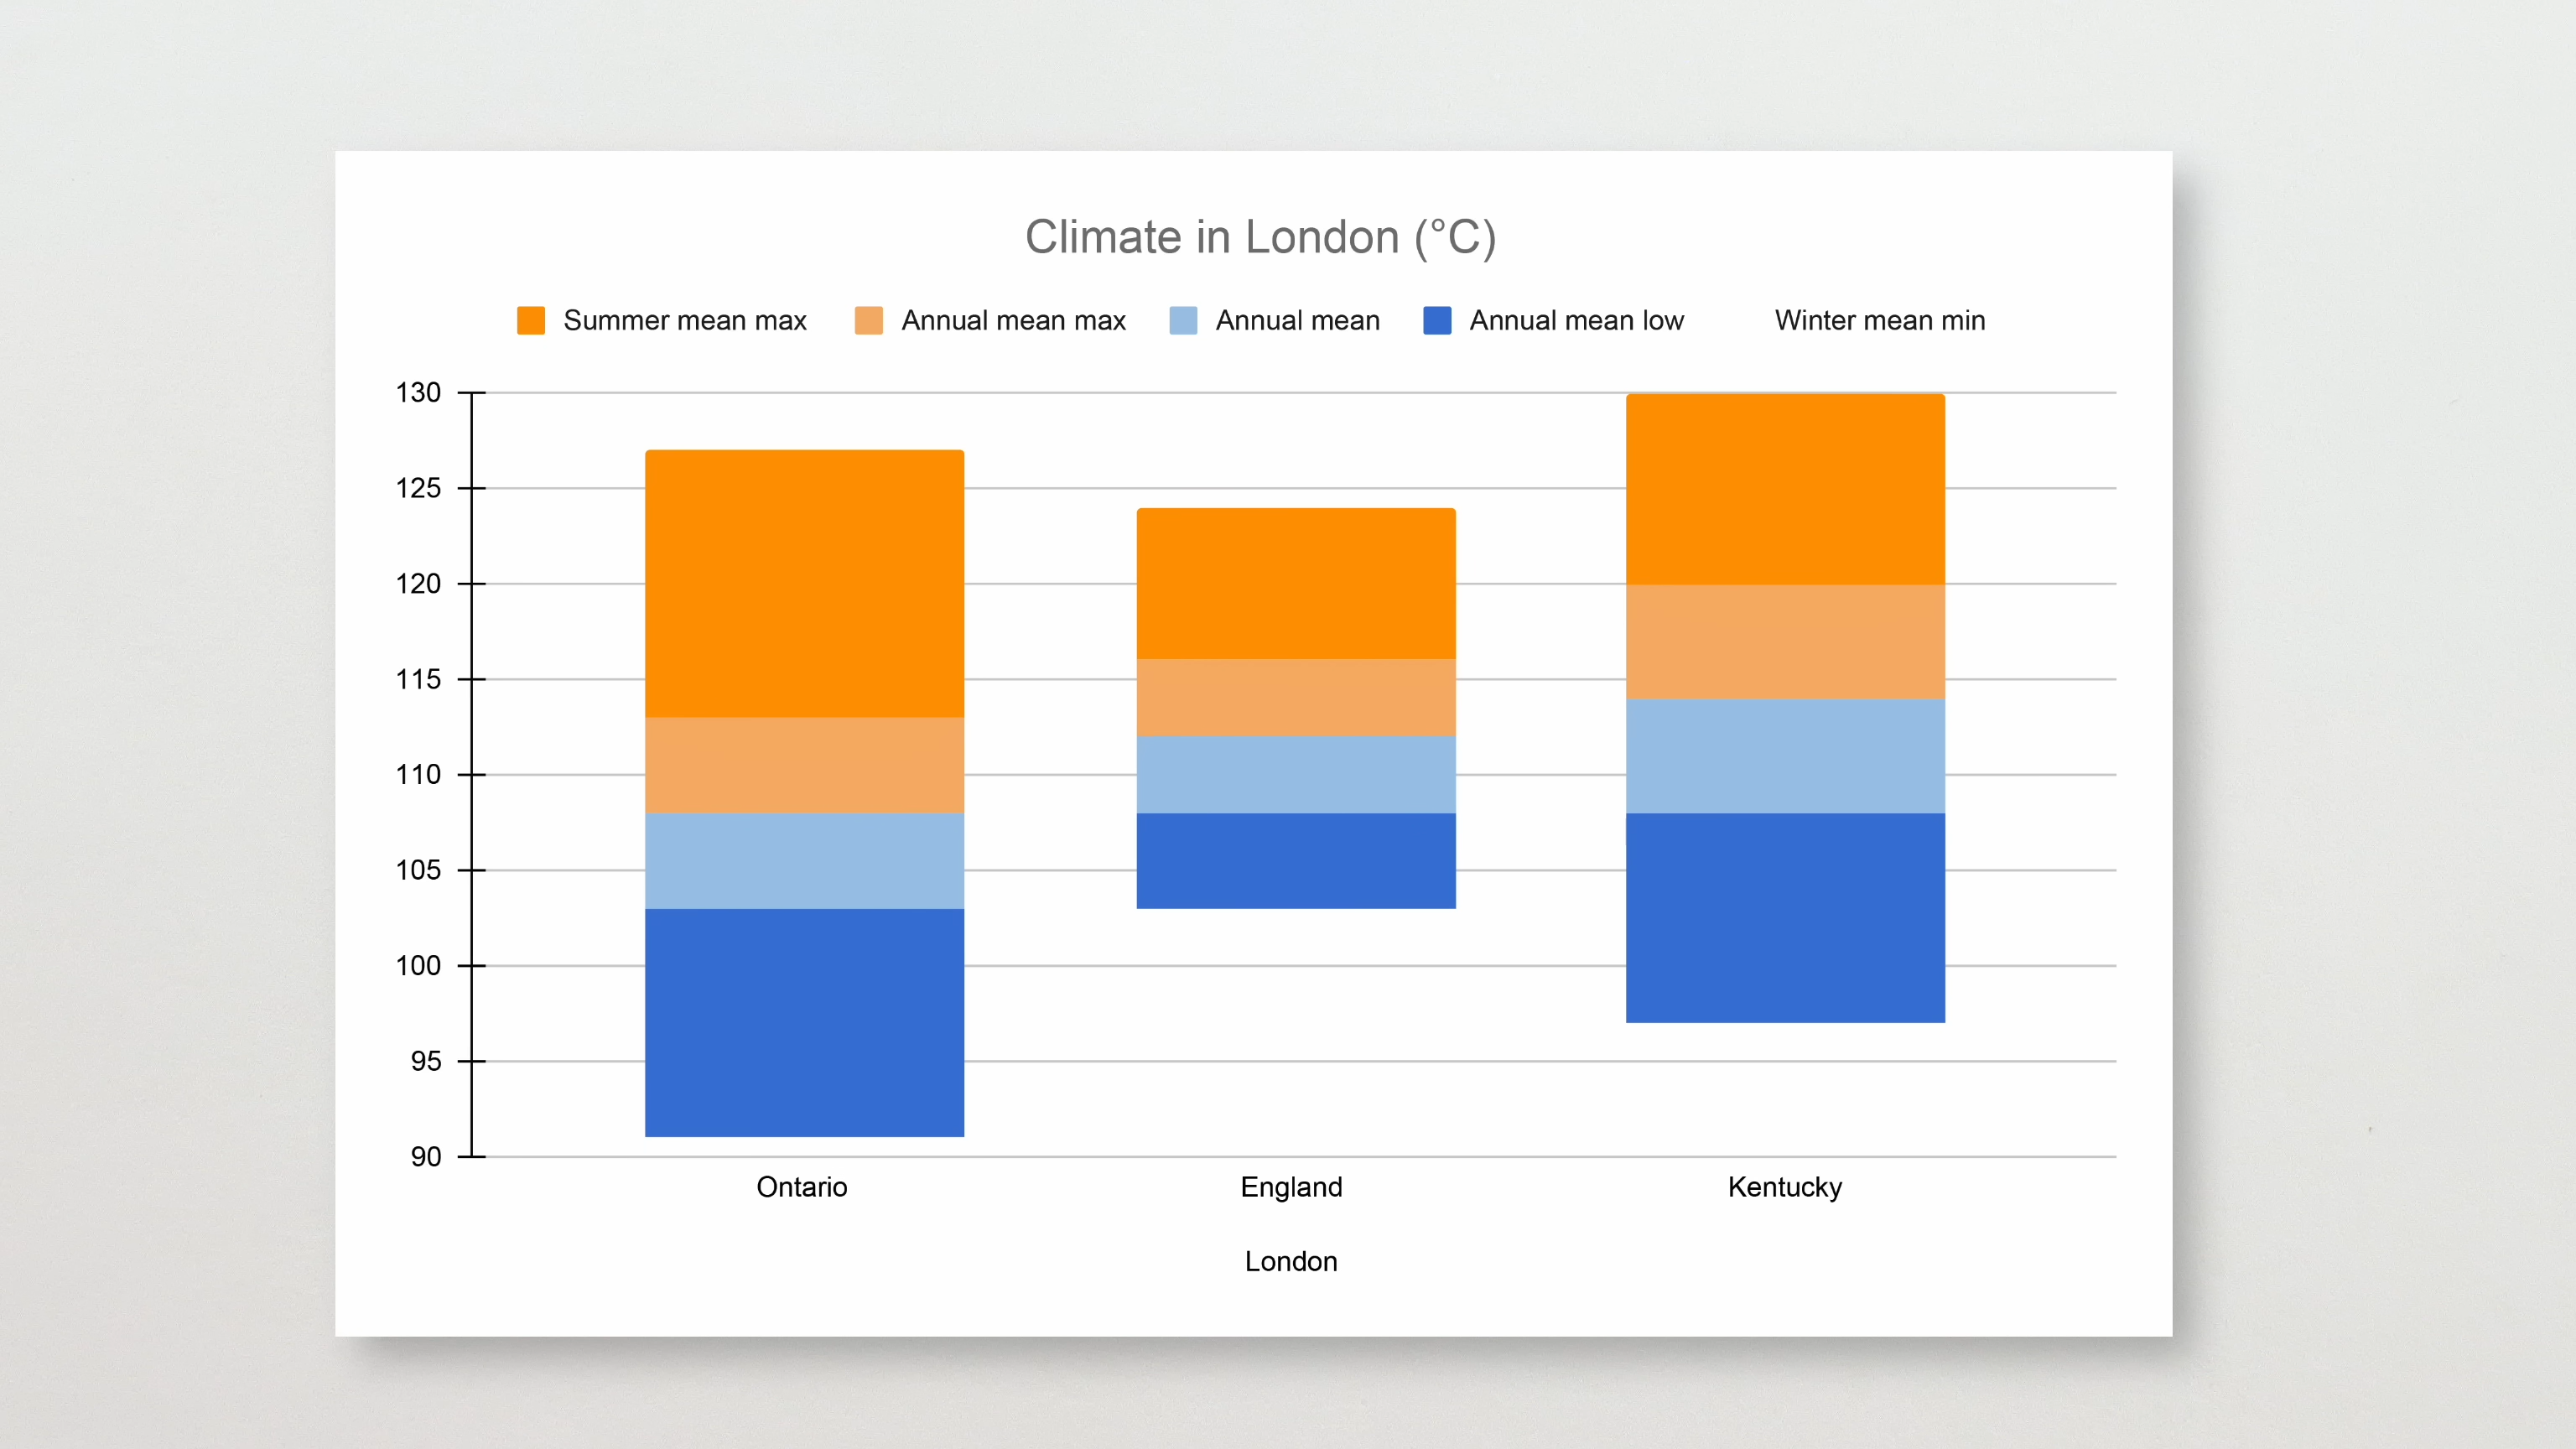 Climate in London (°C)
Summer mean max Annual mean max Annual mean Annual mean low Winter mean min
130
125
120
115
110
105
100
95
90
Ontario England Kentucky
London